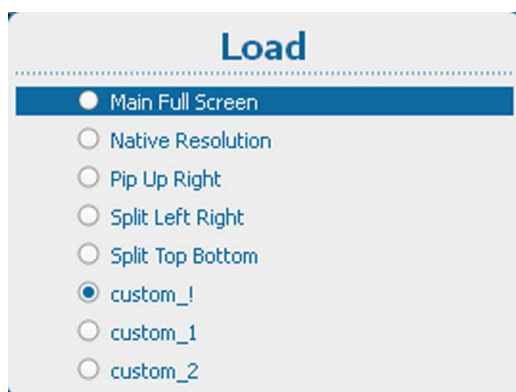 Load
Main Full Screen
Native Resolution
Pip Up Right
Split Left Right
Split Top Bottom
custom_!
custom_1
custom_2